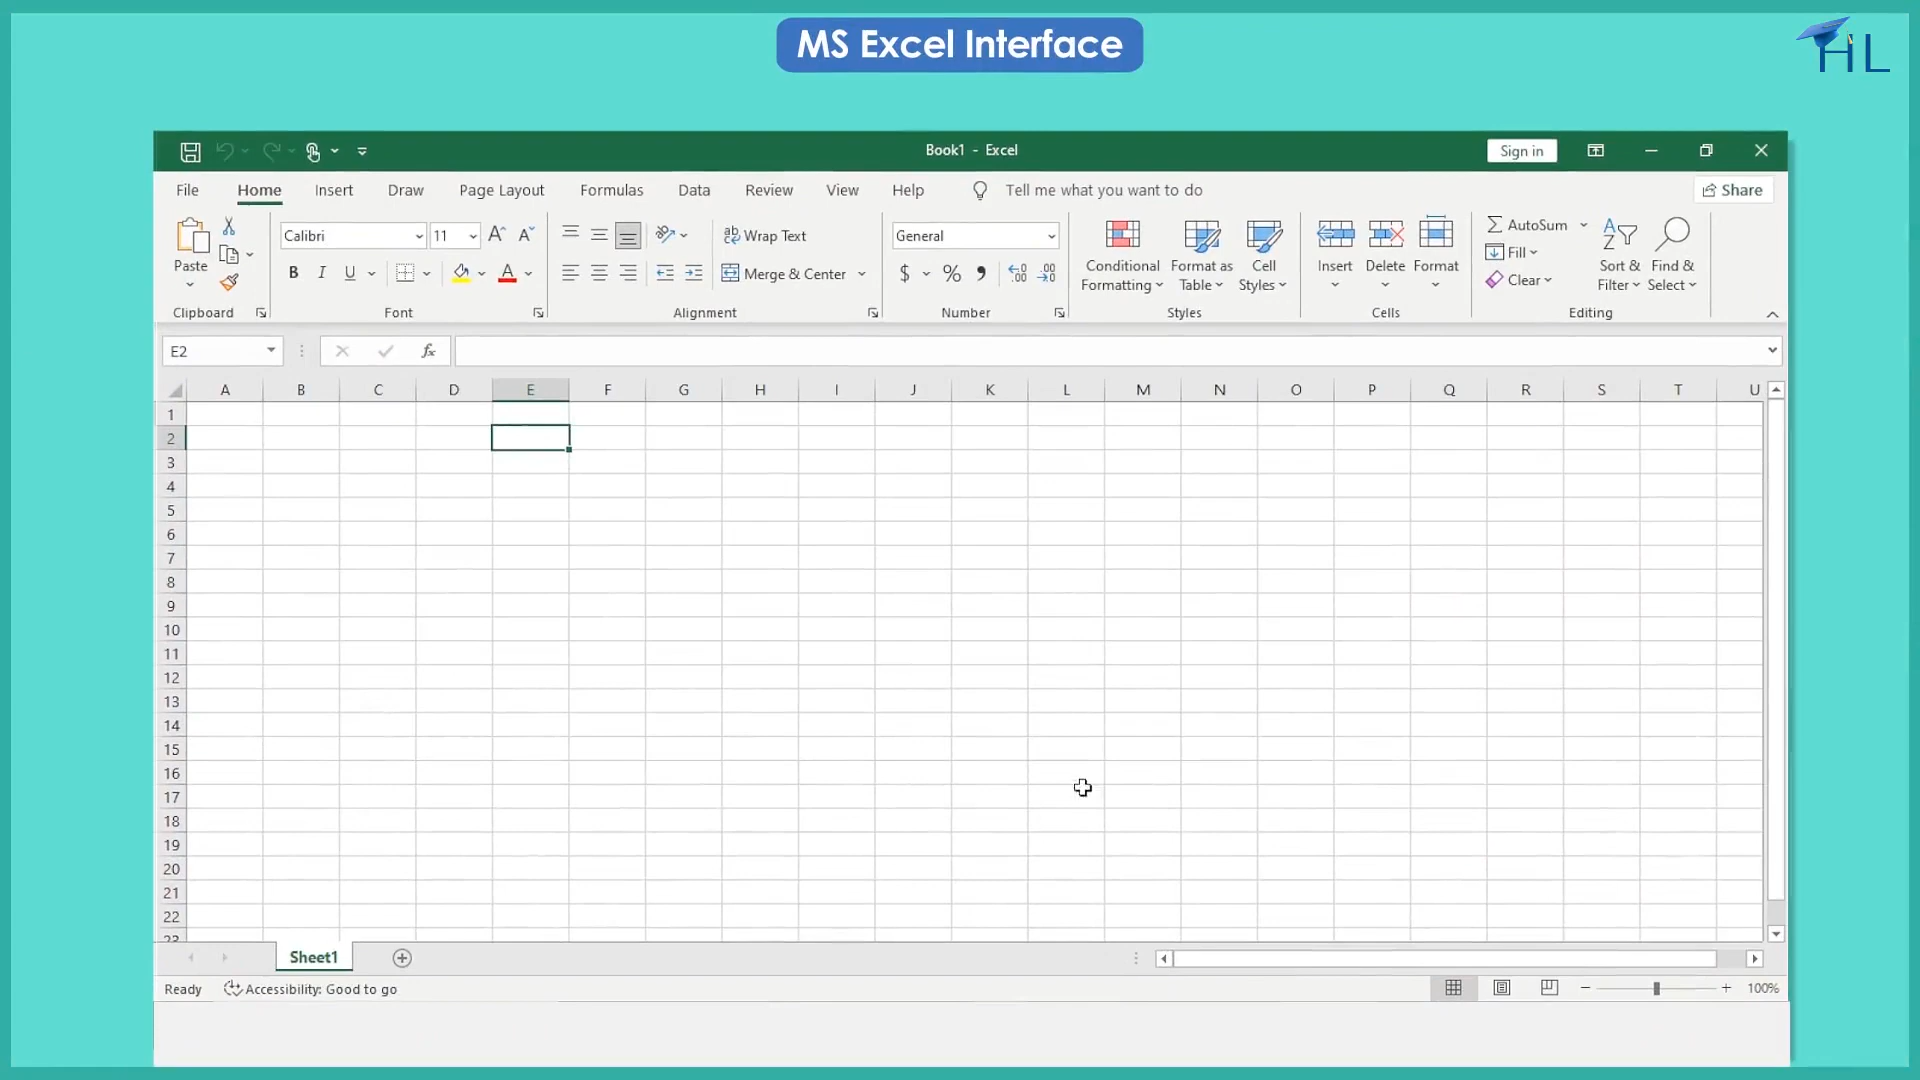 MS Excel Interface
HL
Book1 - Excel
Sign in
File Home Insert Draw Page Layout Formulas Data Review View Help Tell me what you want to do Share
Paste
Clipboard
Calibri 11
B I U A
Font
ab Wrap Text
Merge & Center
Alignment
General
$ % 9 .00
Number
Conditional Formatting
Format as Table
Cell Styles
Styles
Insert Delete Format
Cells
AutoSum
Fill
Clear
Sort & Filter
Find & Select
Editing
E2 fx
A B C D E F G H I J K L M N O P Q R S T U
1
2
3
4
5
6
7
8
9
10
11
12
13
14
15
16
17
18
19
20
21
22
23
Sheet1
Ready Accessibility: Good to go 100%